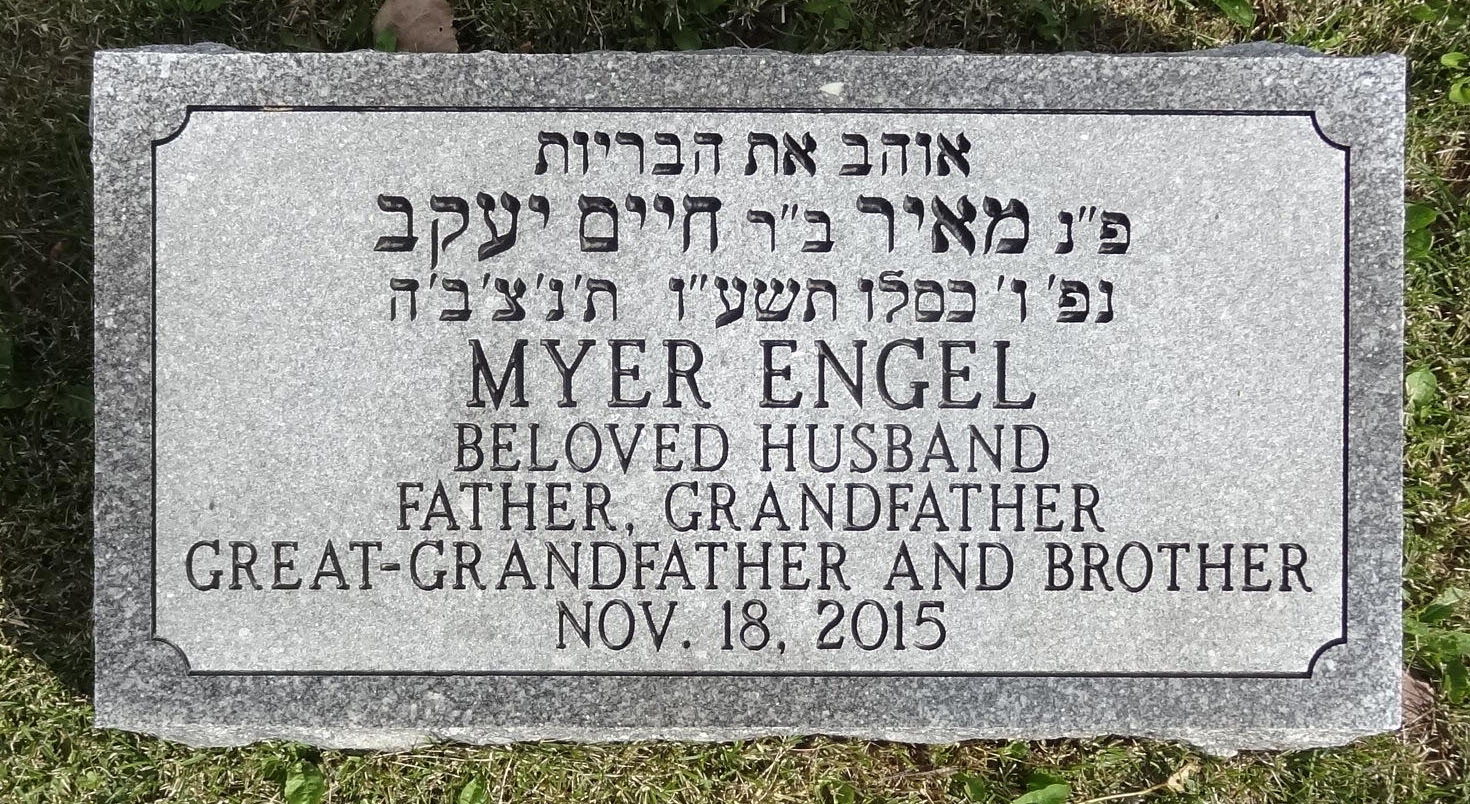 אוהב את הבריות
פ"נ מאיר ב"ר חיים יעקב
נפ' ו' כסלו תשע"ו ת'נ'צ'ב'ה
MYER ENGEL
BELOVED HUSBAND
FATHER, GRANDFATHER
GREAT-GRANDFATHER AND BROTHER
NOV. 18, 2015